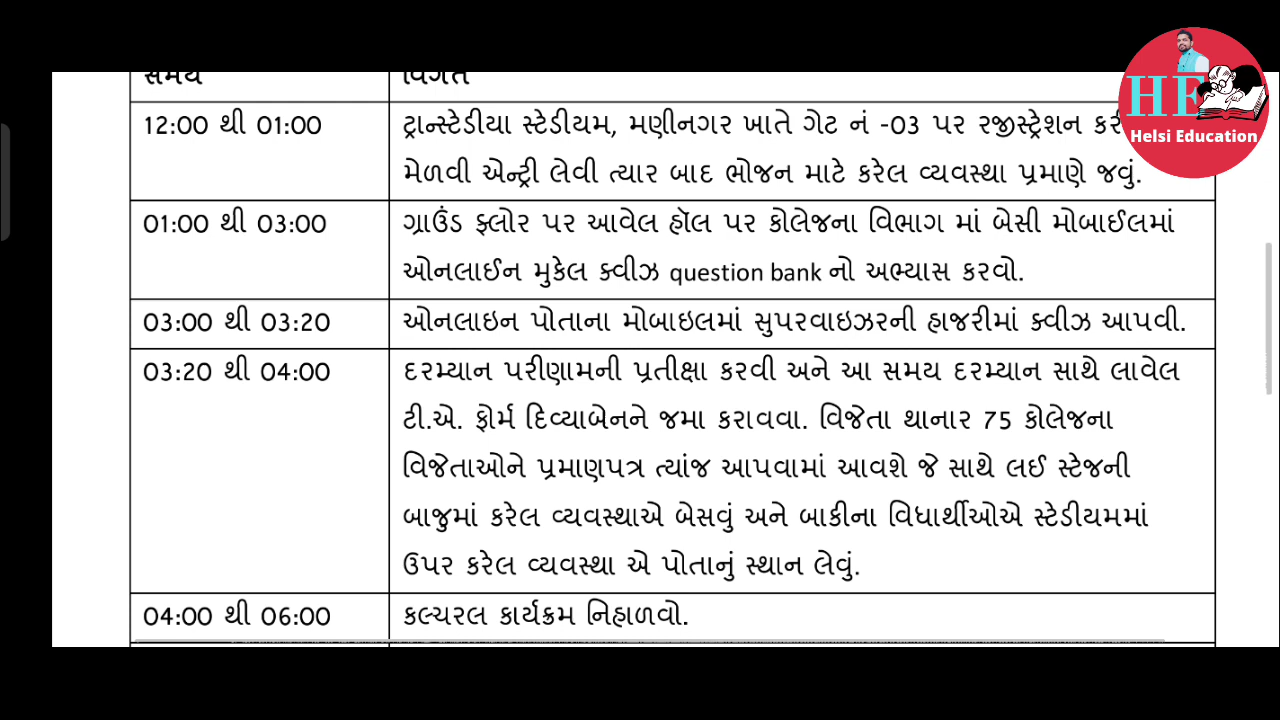 સમય વિગત
12:00 થી 01:00 ટ્રાન્સ્ટેડીયા સ્ટેડીયમ, મણીનગર ખાતે ગેટ નં -03 પર રજીસ્ટ્રેશન
મેળવી એન્ટ્રી લેવી ત્યાર બાદ ભોજન માટે કરેલ વ્યવસ્થા પ્રમાણે જવું.
01:00 થી 03:00 ગ્રાઉંડ ફ્લોર પર આવેલ હૉલ પર કોલેજના વિભાગ માં બેસી મોબાઈલમાં
ઓનલાઈન મુકેલ ક્વીઝ question bank નો અભ્યાસ કરવો.
03:00 થી 03:20 ઓનલાઇન પોતાના મોબાઇલમાં સુપરવાઇઝરની હાજરીમાં ક્વીઝ આપવી.
03:20 થી 04:00 દરમ્યાન પરીણામની પ્રતીક્ષા કરવી અને આ સમય દરમ્યાન સાથે લાવેલ
ટી.એ. ફોર્મ દિવ્યાબેનને જમા કરાવવા. વિજેતા થાનાર 75 કોલેજના
વિજેતાઓને પ્રમાણપત્ર ત્યાંજ આપવામાં આવશે જે સાથે લઈ સ્ટેજની
બાજુમાં કરેલ વ્યવસ્થાએ બેસવું અને બાકીના વિધાર્થીઓએ સ્ટેડીયમમાં
ઉપર કરેલ વ્યવસ્થા એ પોતાનું સ્થાન લેવું.
04:00 થી 06:00 કલ્ચરલ કાર્યક્રમ નિહાળવો.
HE
Helsi Education